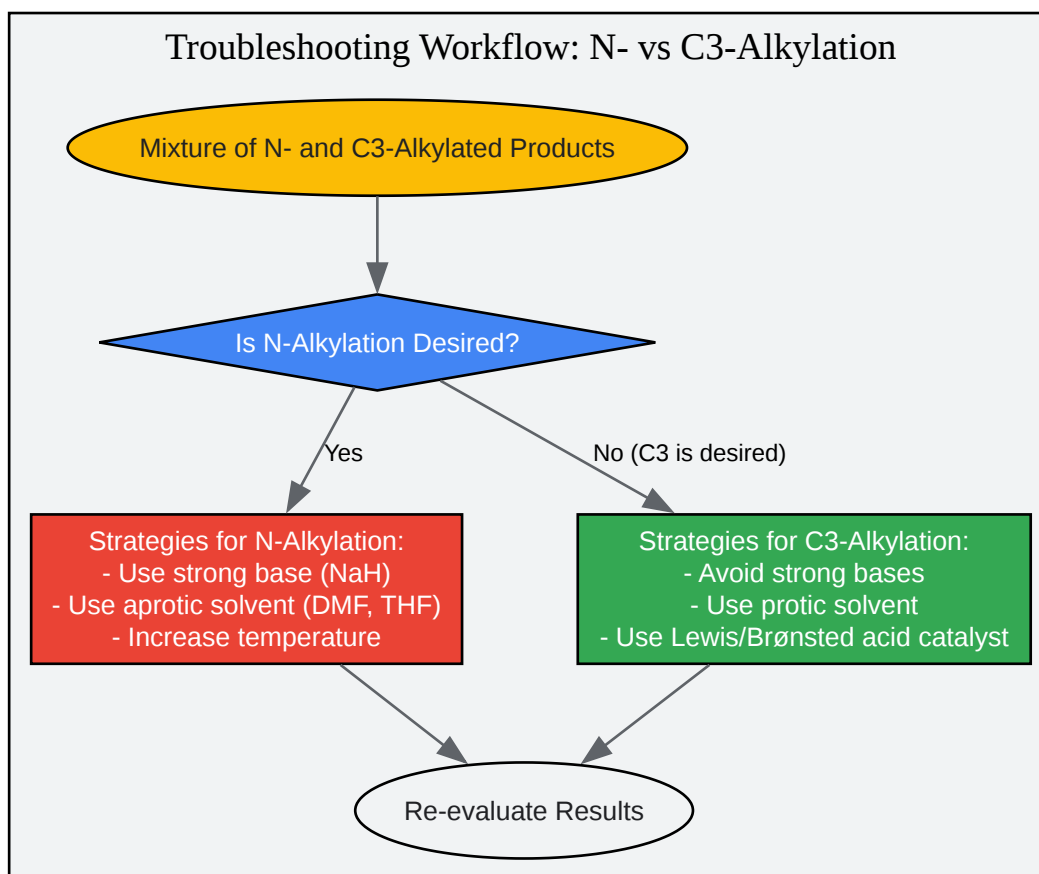 Troubleshooting Workflow: N- vs C3-Alkylation
Mixture of N- and C3-Alkylated Products
Is N-Alkylation Desired?
Yes
No (C3 is desired)
Strategies for N-Alkylation:
- Use strong base (NaH)
- Use aprotic solvent (DMF, THF)
- Increase temperature
Strategies for C3-Alkylation:
- Avoid strong bases
- Use protic solvent
- Use Lewis/Brønsted acid catalyst
Re-evaluate Results